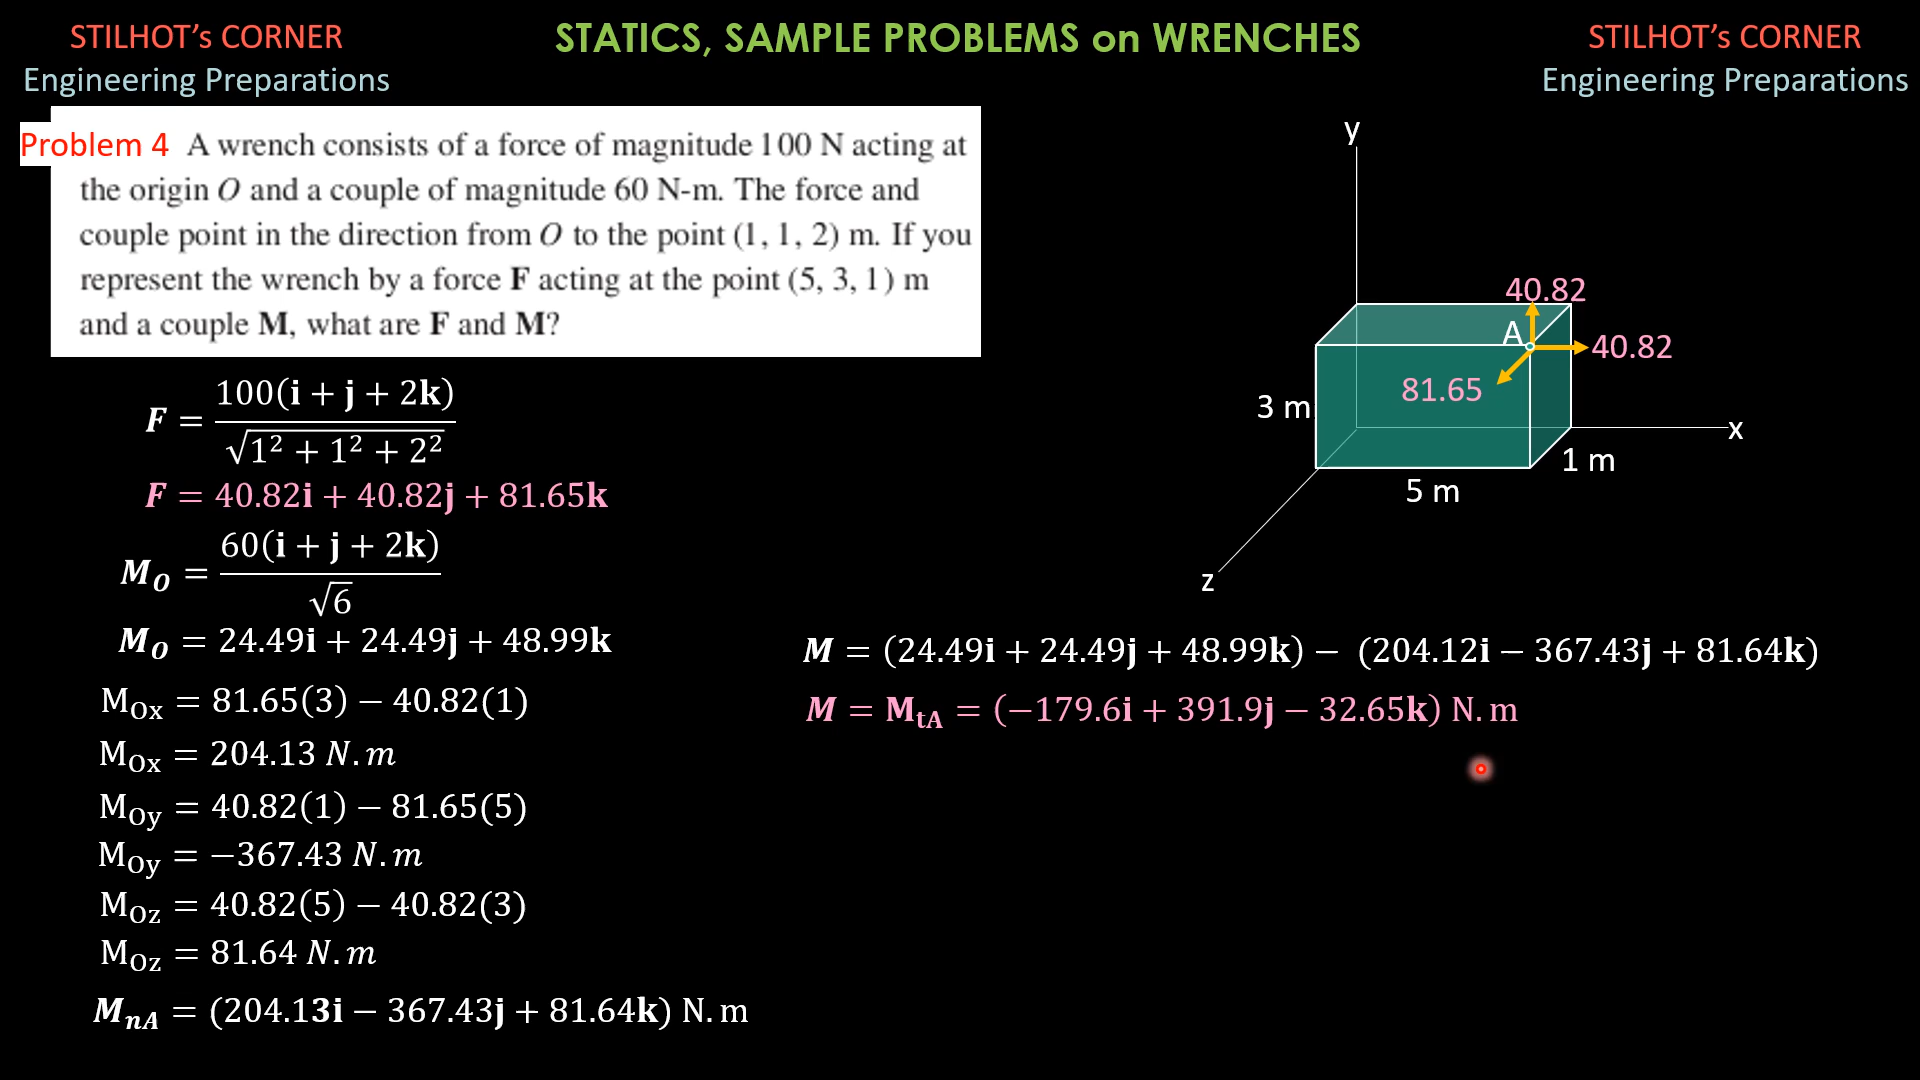 STILHOT’s CORNER
Engineering Preparations
STATICS, SAMPLE PROBLEMS on WRENCHES
STILHOT’s CORNER
Engineering Preparations
Problem 4 A wrench consists of a force of magnitude 100 N acting at
the origin O and a couple of magnitude 60 N-m. The force and
couple point in the direction from O to the point (1, 1, 2) m. If you
represent the wrench by a force F acting at the point (5, 3, 1) m
and a couple M, what are F and M?
F = 100(i + j + 2k) / √(1² + 1² + 2²)
F = 40.82i + 40.82j + 81.65k
M_O = 60(i + j + 2k) / √6
M_O = 24.49i + 24.49j + 48.99k
M_Ox = 81.65(3) − 40.82(1)
M_Ox = 204.13 N.m
M_Oy = 40.82(1) − 81.65(5)
M_Oy = −367.43 N.m
M_Oz = 40.82(5) − 40.82(3)
M_Oz = 81.64 N.m
M_nA = (204.13i − 367.43j + 81.64k) N.m
y
40.82
A
40.82
81.65
3 m
x
1 m
5 m
z
M = (24.49i + 24.49j + 48.99k) − (204.12i − 367.43j + 81.64k)
M = M_tA = (−179.6i + 391.9j − 32.65k) N.m